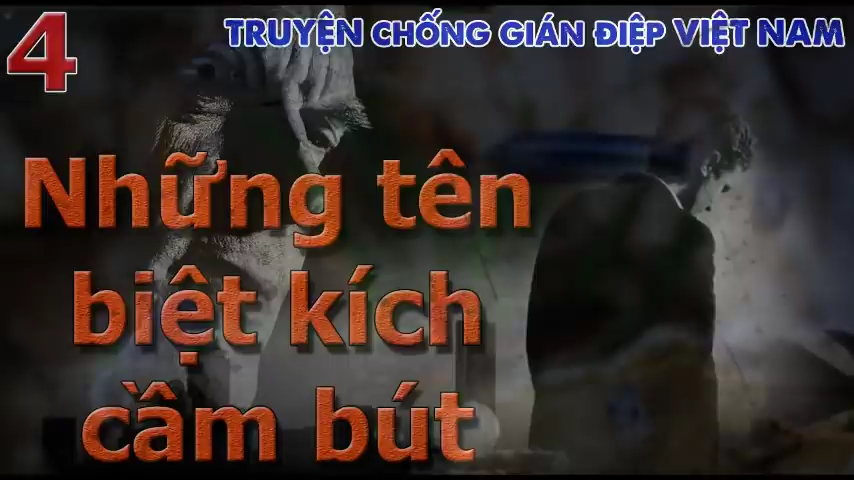 4
TRUYỆN CHỐNG GIÁN ĐIỆP VIỆT NAM
Những tên
biệt kích
cầm bút